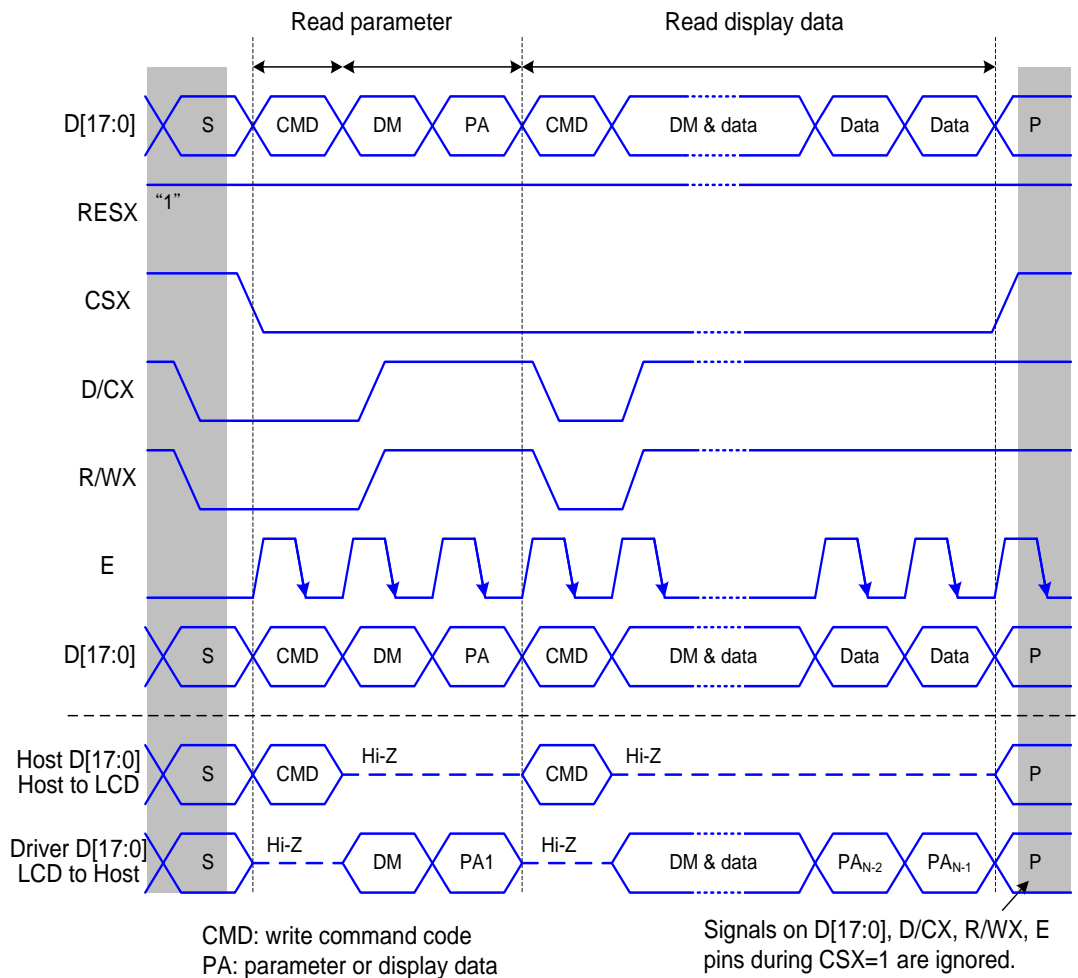 Read parameter
Read display data
D[17:0]
S
CMD
DM
PA
CMD
DM & data
Data
Data
P
RESX
“1”
CSX
D/CX
R/WX
E
D[17:0]
S
CMD
DM
PA
CMD
DM & data
Data
Data
P
Host D[17:0]
Host to LCD
S
CMD
Hi-Z
CMD
Hi-Z
P
Driver D[17:0]
LCD to Host
S
Hi-Z
DM
PA1
Hi-Z
DM & data
PAN-2
PAN-1
P
CMD: write command code
PA: parameter or display data
Signals on D[17:0], D/CX, R/WX, E
pins during CSX=1 are ignored.